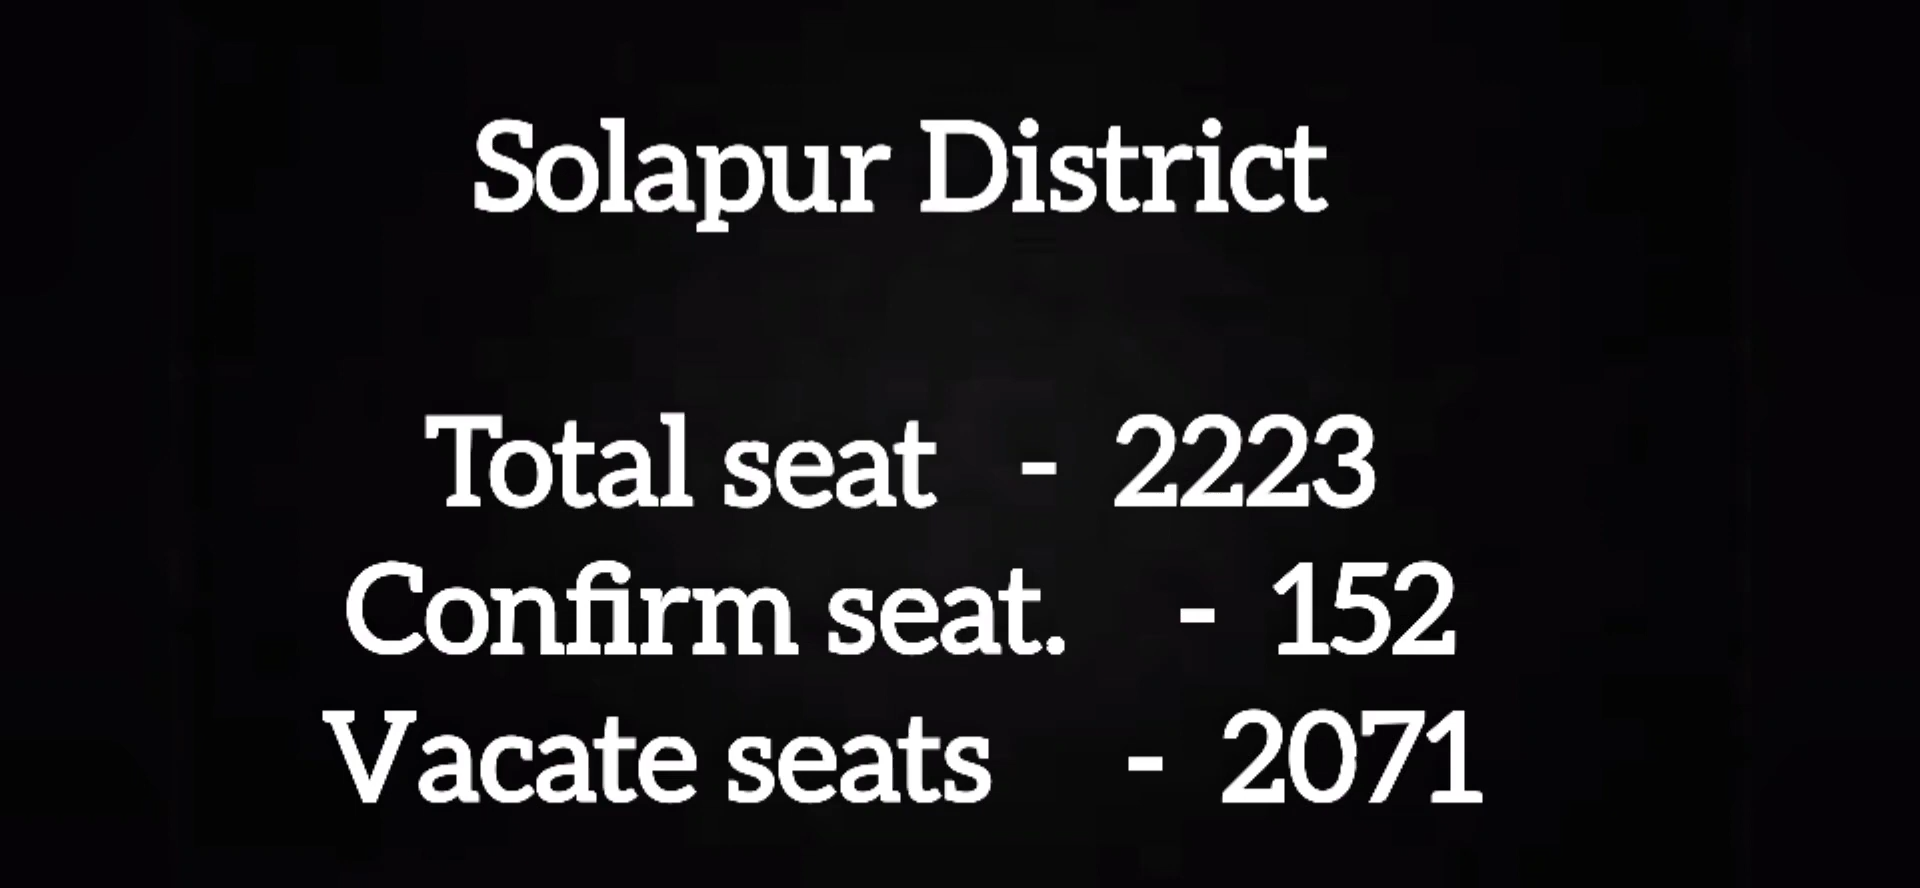 Solapur District
Total seat - 2223
Confirm seat. - 152
Vacate seats - 2071